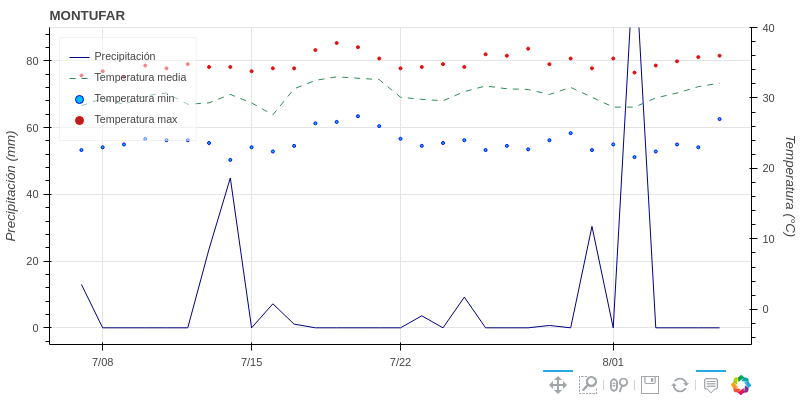 MONTUFAR
Precipitación
Temperatura media
Temperatura min
Temperatura max
80
60
40
20
0
40
30
20
10
0
Precipitación (mm)
Temperatura (°C)
7/08
7/15
7/22
8/01